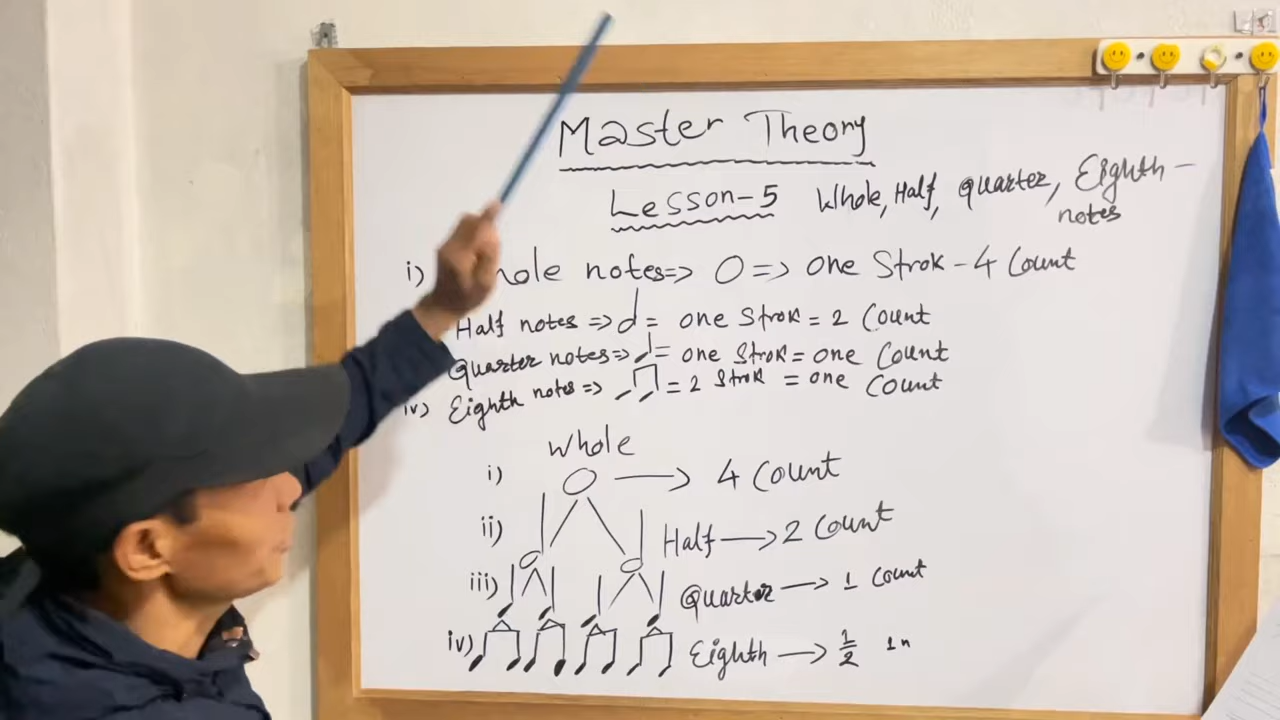 Master Theory
Lesson-5 Whole, Half, Quarter, Eighth-
notes
i) hole notes=> O => one Strok - 4 Count
Half notes => = one Strok = 2 Count
Quarter notes=> = one Strok = one Count
iv) Eighth notes => = 2 Strok = one Count
Whole
i) → 4 Count
ii) Half → 2 Count
iii) Quarter → 1 Count
iv) Eighth → 1/2 1n